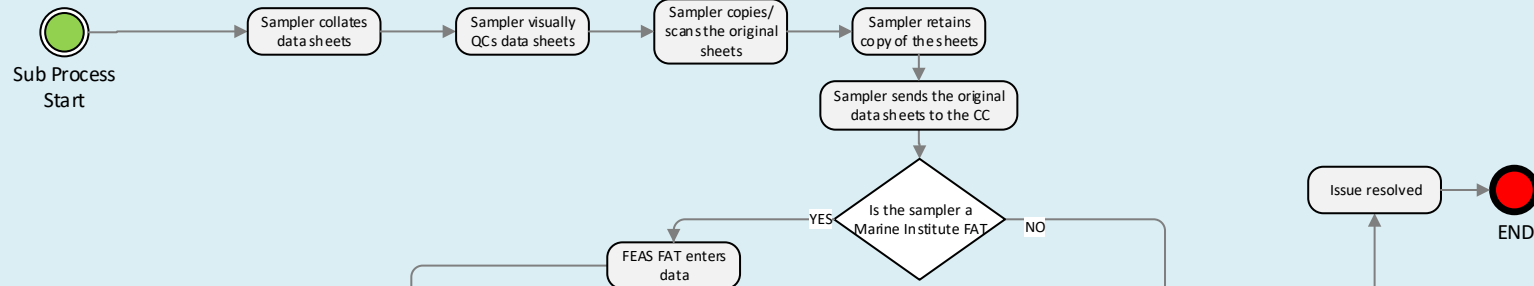 Sub Process
Start
Sampler collates
data sheets
Sampler visually
QCs data sheets
Sampler copies/
scans the original
sheets
Sampler retains
copy of the sheets
Sampler sends the original
data sheets to the CC
Is the sampler a
Marine Institute FAT
YES
NO
FEAS FAT enters
data
Issue resolved
END